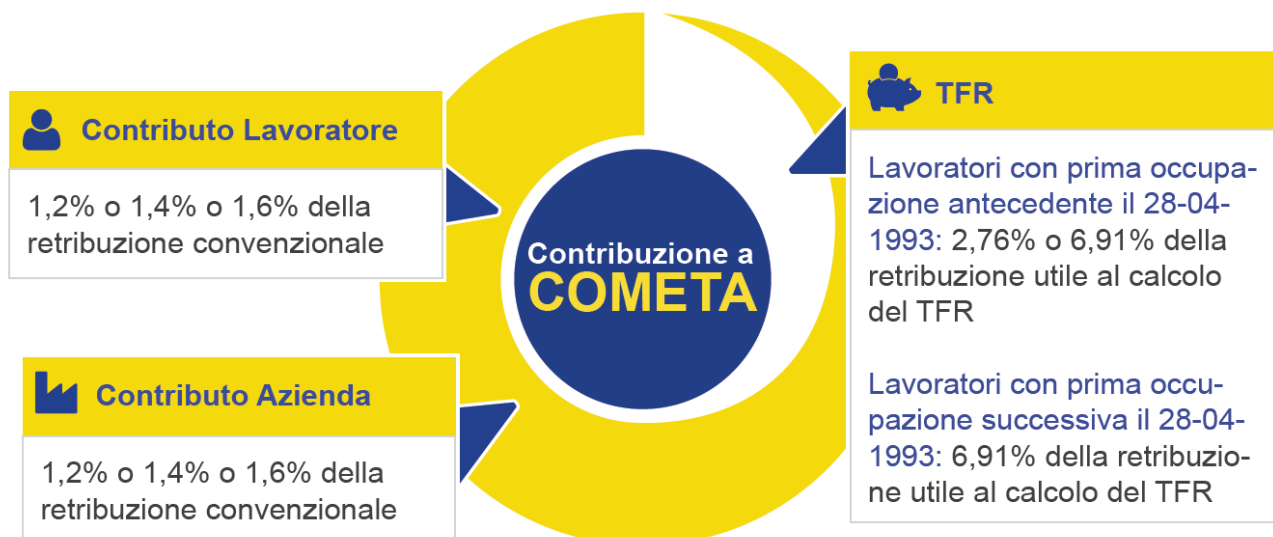 Contributo Lavoratore
1,2% o 1,4% o 1,6% della
retribuzione convenzionale
Contributo Azienda
1,2% o 1,4% o 1,6% della
retribuzione convenzionale
Contribuzione a
COMETA
TFR
Lavoratori con prima occupa-
zione antecedente il 28-04-
1993: 2,76% o 6,91% della
retribuzione utile al calcolo
del TFR
Lavoratori con prima occu-
pazione successiva il 28-04-
1993: 6,91% della retribuzio-
ne utile al calcolo del TFR